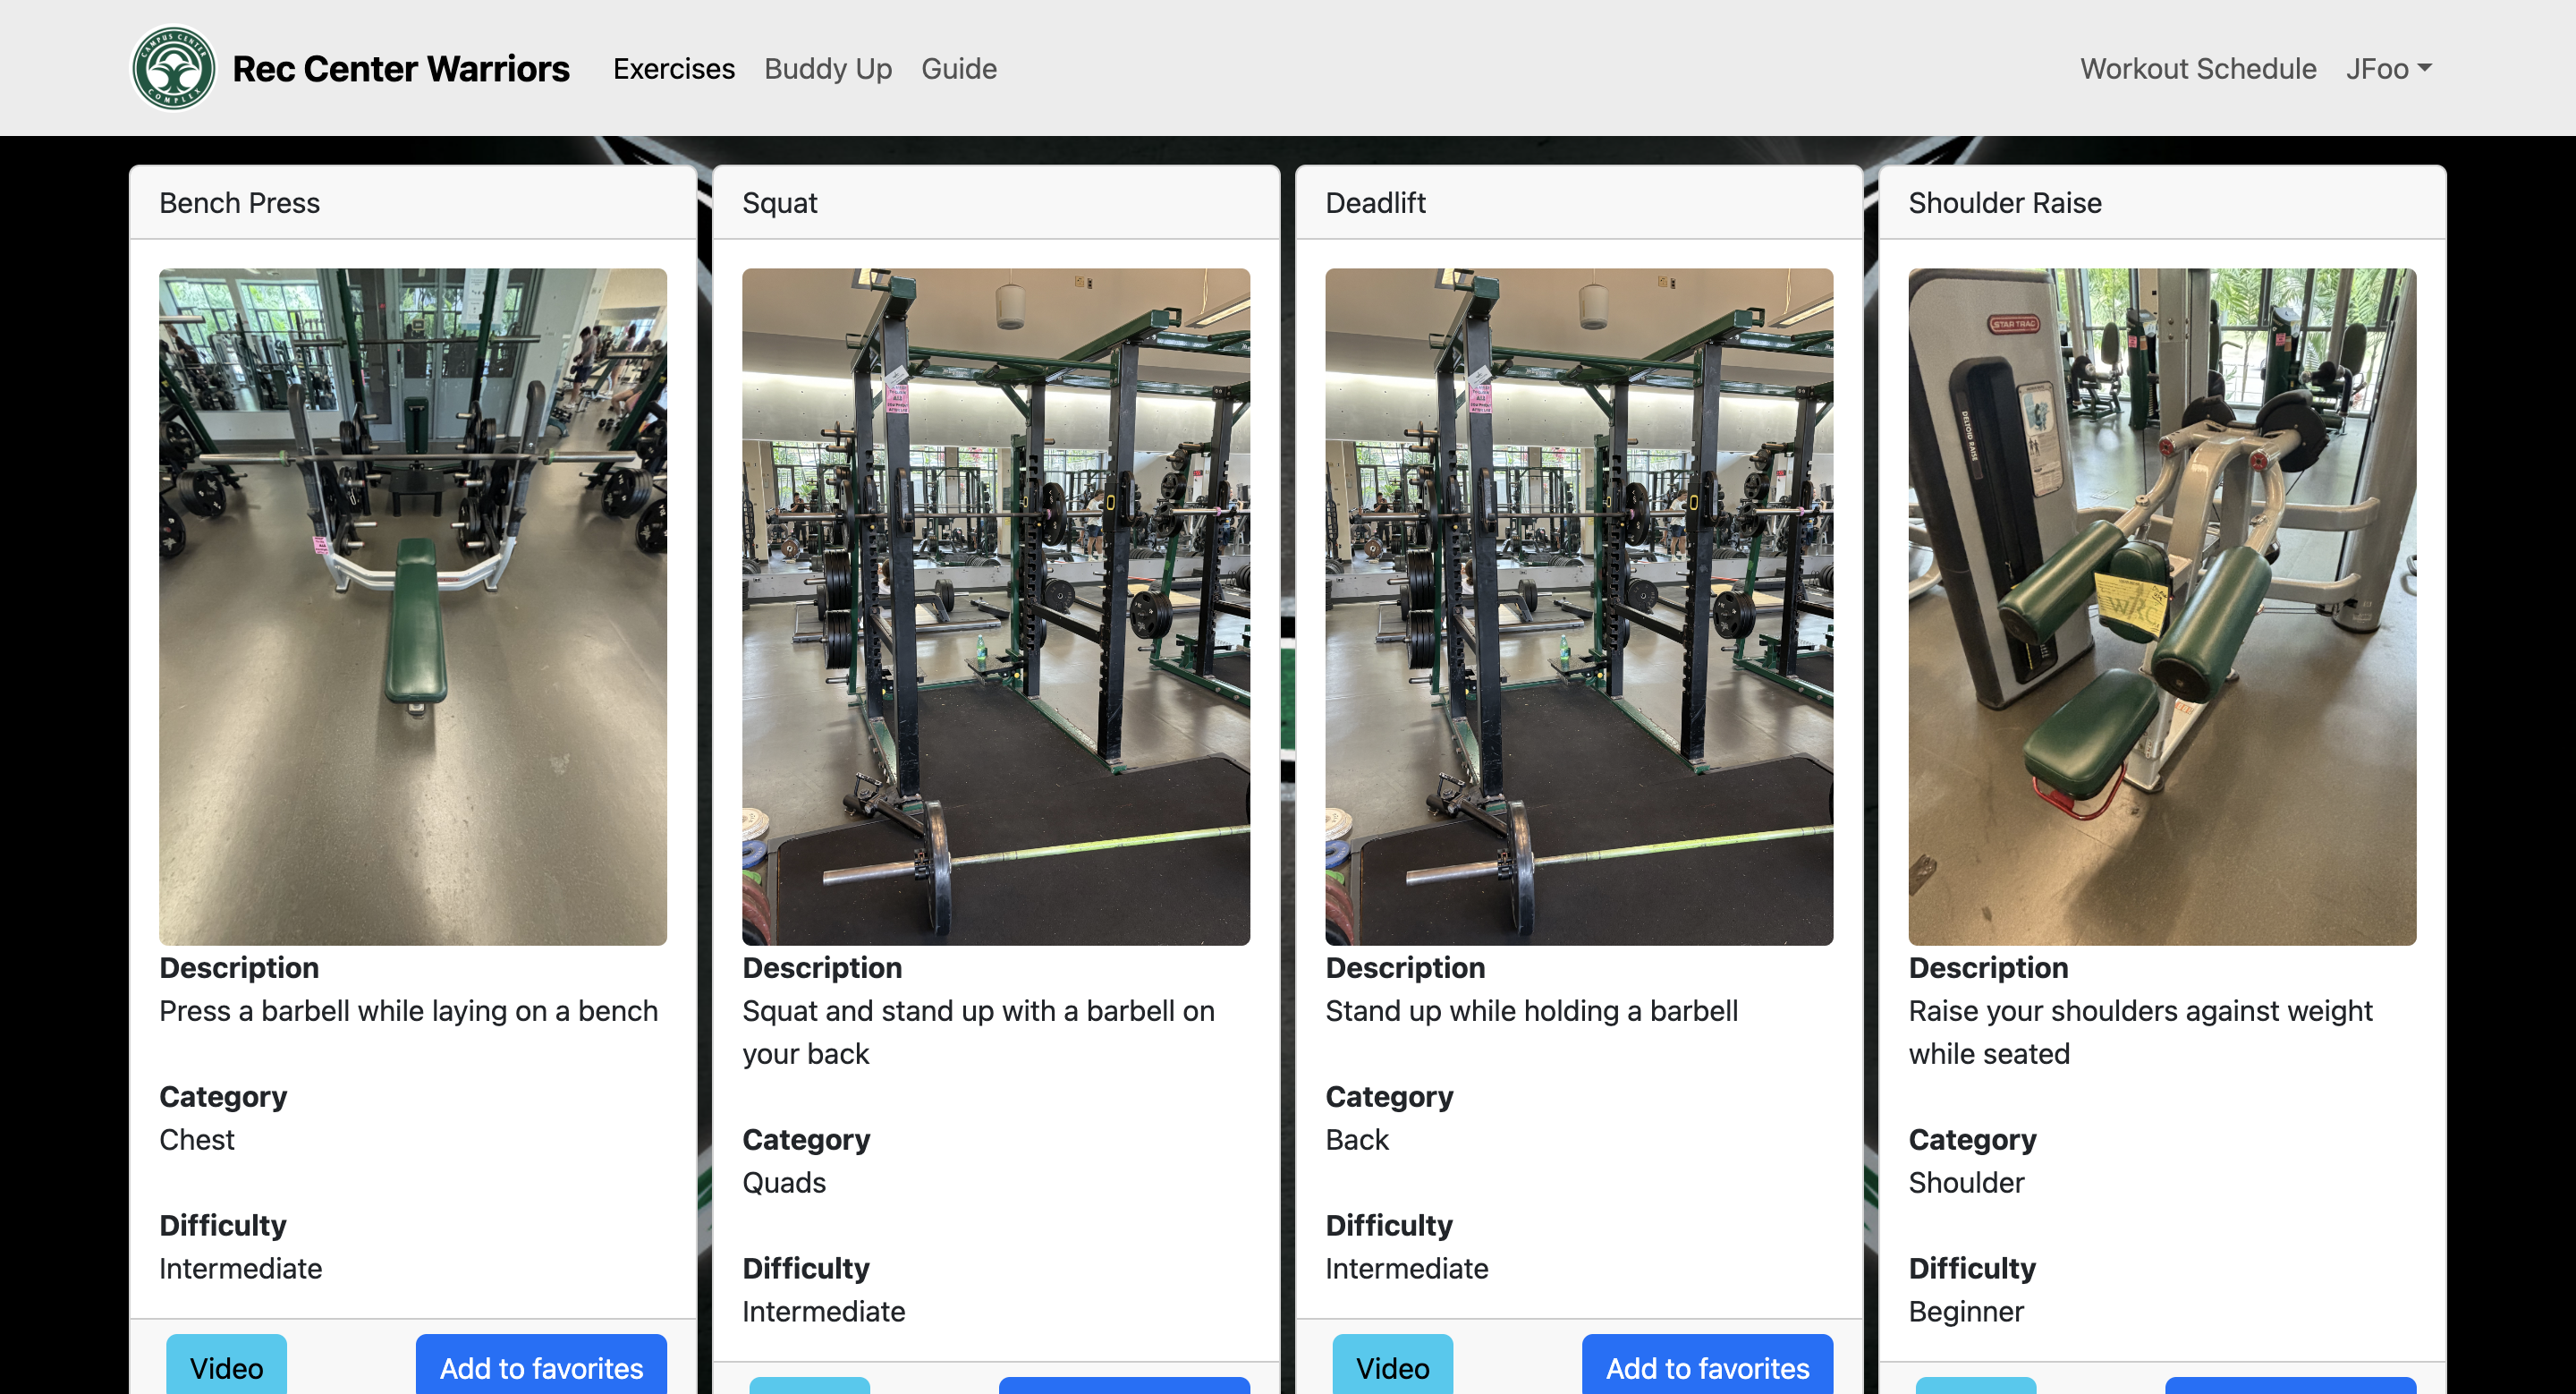 CAMPUS CENTER
COMPLEX
Rec Center Warriors
Exercises
Buddy Up
Guide
Workout Schedule
JFoo
Bench Press
Description
Press a barbell while laying on a bench
Category
Chest
Difficulty
Intermediate
Video
Add to favorites
Squat
Description
Squat and stand up with a barbell on
your back
Category
Quads
Difficulty
Intermediate
Deadlift
Description
Stand up while holding a barbell
Category
Back
Difficulty
Intermediate
Video
Add to favorites
Shoulder Raise
STAR TRAC
DELTOID RAISE
WRC
Description
Raise your shoulders against weight
while seated
Category
Shoulder
Difficulty
Beginner